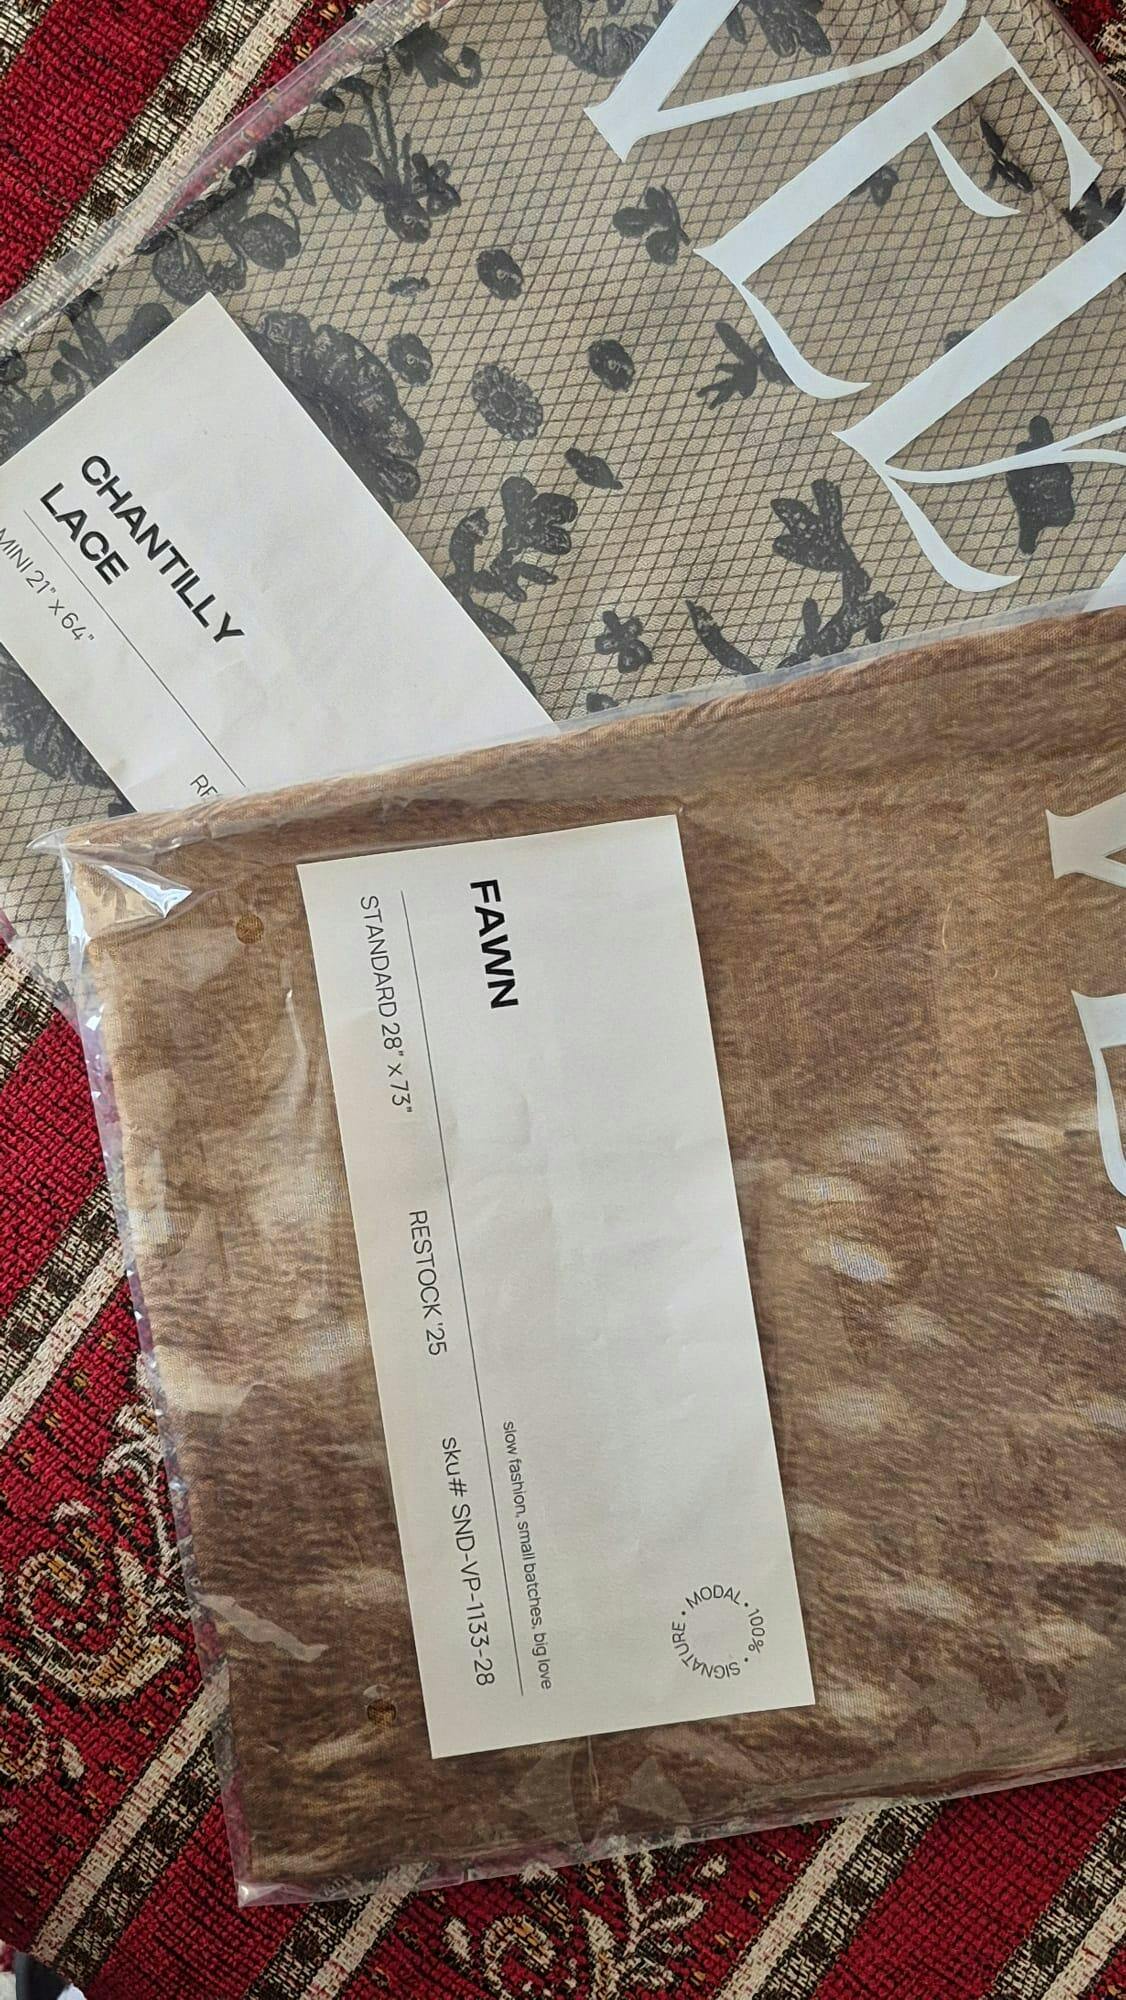 CHANTILLY
LACE
MINI 21" x 64"
FAWN
STANDARD 28" x 73"
RESTOCK '25
sku# SND-VP-1133-28
slow fashion, small batches, big love
MODAL • 100% • SIGNATURE •